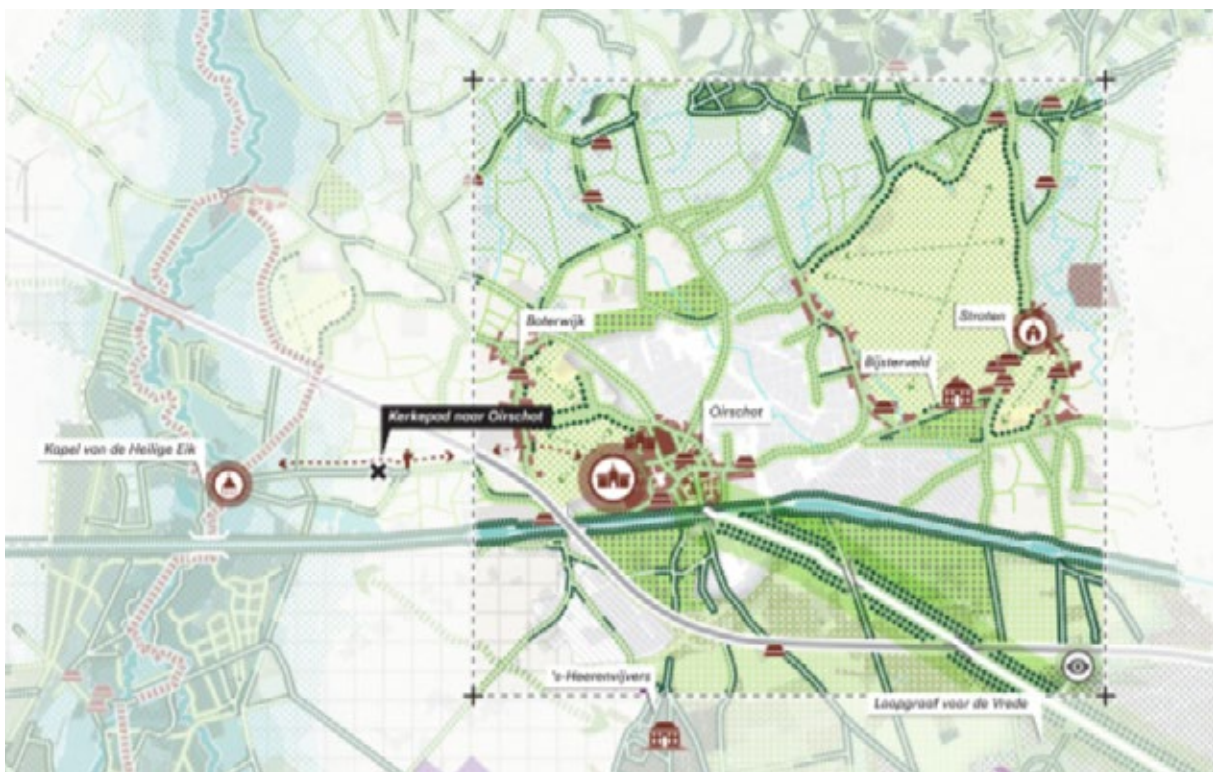 Boterwijk
Straten
Bijsterveld
Kerkepad naar Oirschot
Oirschot
Kapel van de Heilige Eik
's-Heerenvijvers
Loopgraaf voor de Vrede